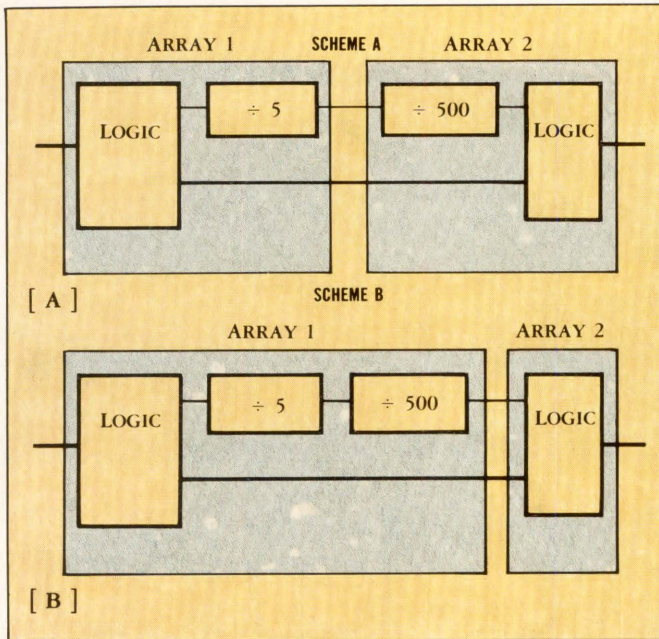 ARRAY 1 SCHEME A ARRAY 2
LOGIC ÷ 5 ÷ 500 LOGIC
[ A ]
SCHEME B
ARRAY 1 ARRAY 2
LOGIC ÷ 5 ÷ 500 LOGIC
[ B ]